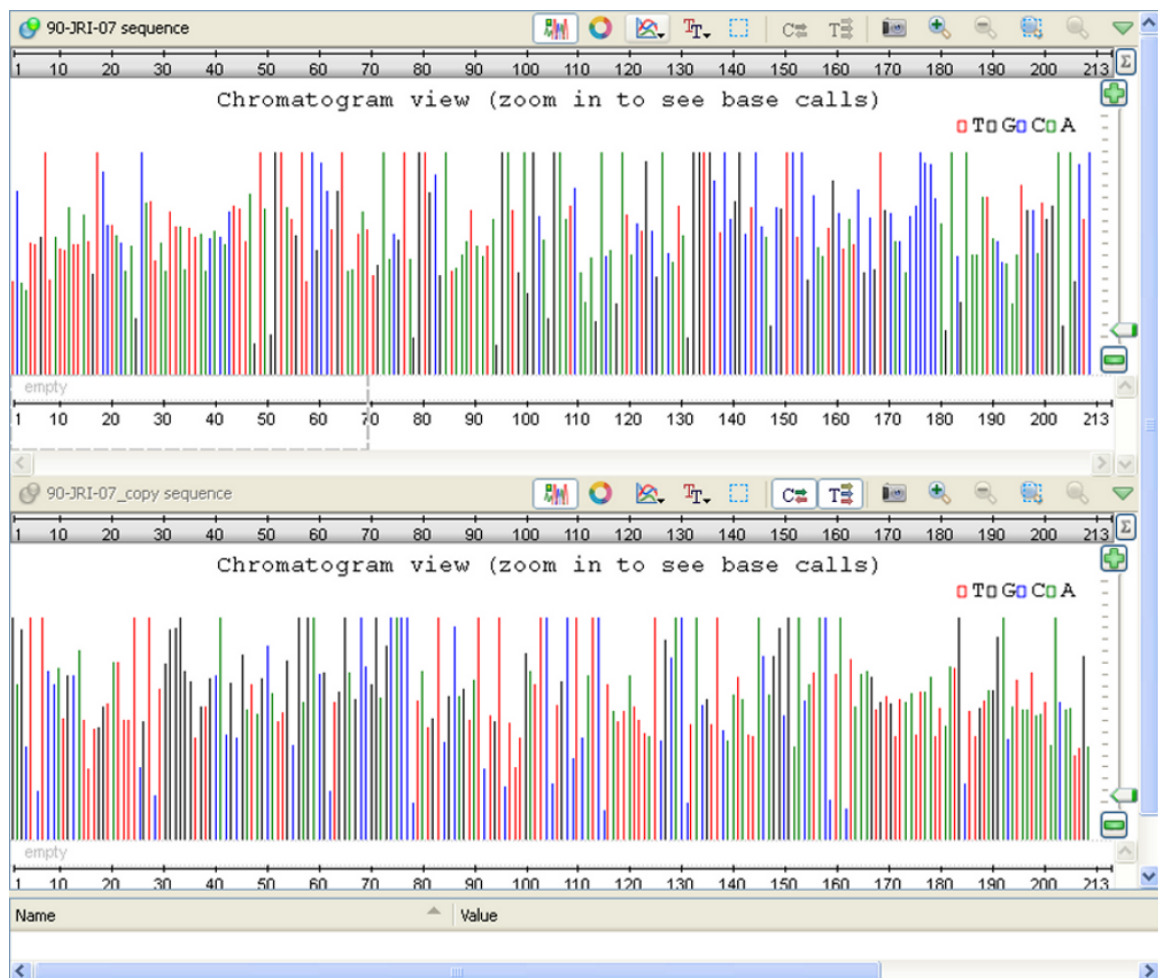 90-JRI-07 sequence
1 10 20 30 40 50 60 70 80 90 100 110 120 130 140 150 160 170 180 190 200 213
Chromatogram view (zoom in to see base calls)
T G C A
empty
1 10 20 30 40 50 60 70 80 90 100 110 120 130 140 150 160 170 180 190 200 213
90-JRI-07_copy sequence
1 10 20 30 40 50 60 70 80 90 100 110 120 130 140 150 160 170 180 190 200 213
Chromatogram view (zoom in to see base calls)
T G C A
empty
1 10 20 30 40 50 60 70 80 90 100 110 120 130 140 150 160 170 180 190 200 213
Name Value